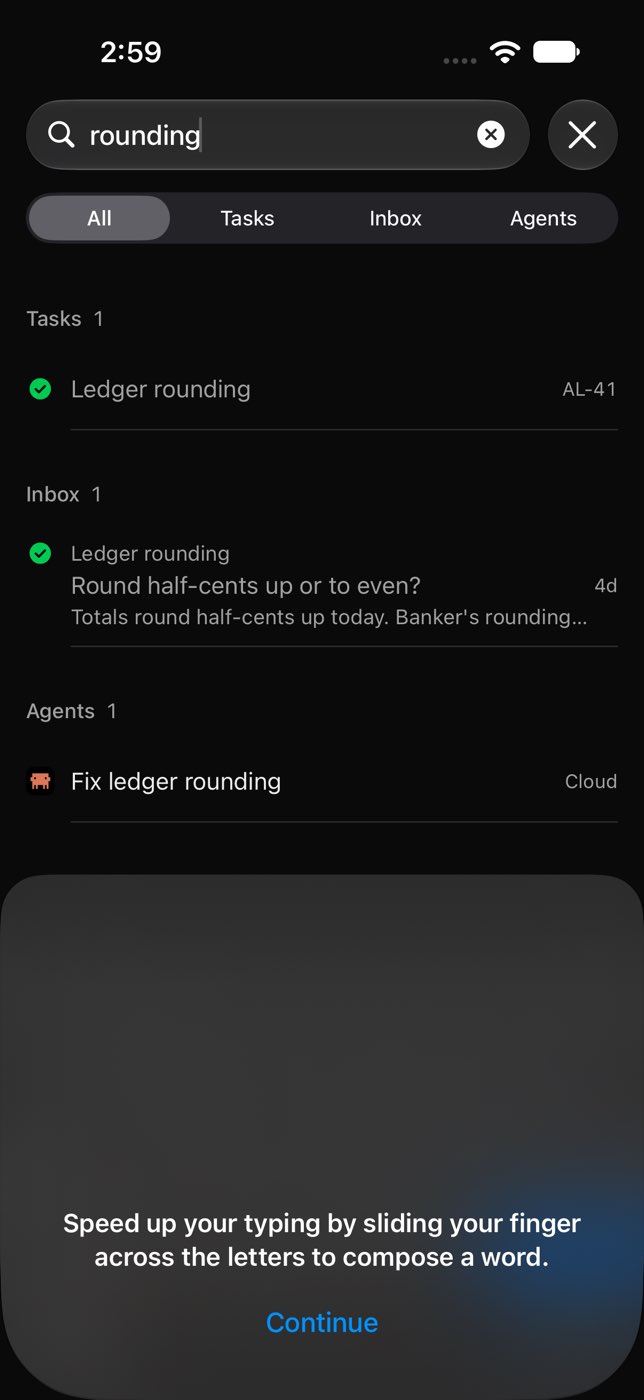 2:59
rounding
All Tasks Inbox Agents
Tasks 1
Ledger rounding AL-41
Inbox 1
Ledger rounding
Round half-cents up or to even? 4d
Totals round half-cents up today. Banker's rounding...
Agents 1
Fix ledger rounding Cloud
Speed up your typing by sliding your finger
across the letters to compose a word.
Continue